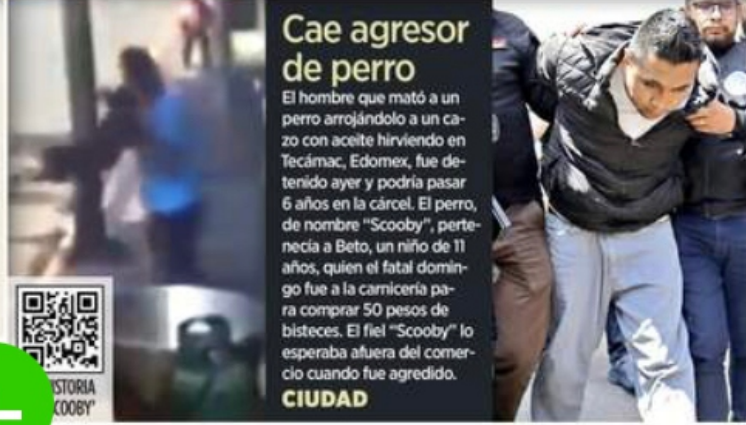 Cae agresor
de perro
El hombre que mató a un
perro arrojándolo a un ca-
zo con aceite hirviendo en
Tecámac, Edomex, fue de-
tenido ayer y podría pasar
6 años en la cárcel. El perro,
de nombre “Scooby”, perte-
necía a Beto, un niño de 11
años, quien el fatal domin-
go fue a la carnicería pa-
ra comprar 50 pesos de
bisteces. El fiel “Scooby” lo
esperaba afuera del comer-
cio cuando fue agredido.
CIUDAD